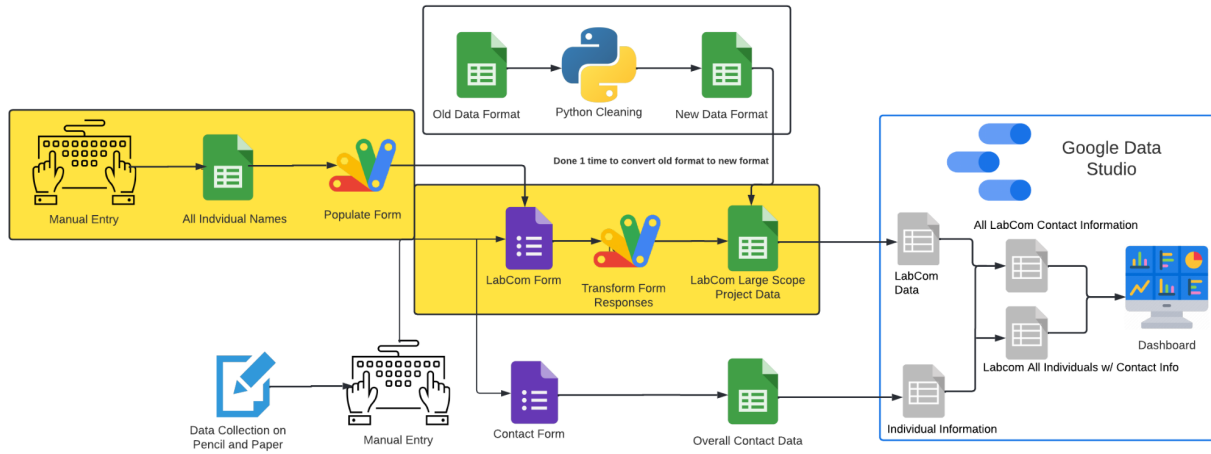 Old Data Format
Python Cleaning
New Data Format
Done 1 time to convert old format to new format
Manual Entry
All Indvidual Names
Populate Form
LabCom Form
Transform Form
Responses
LabCom Large Scope
Project Data
Google Data
Studio
All LabCom Contact Information
LabCom
Data
Labcom All Individuals w/ Contact Info
Dashboard
Data Collection on
Pencil and Paper
Manual Entry
Contact Form
Overall Contact Data
Individual Information